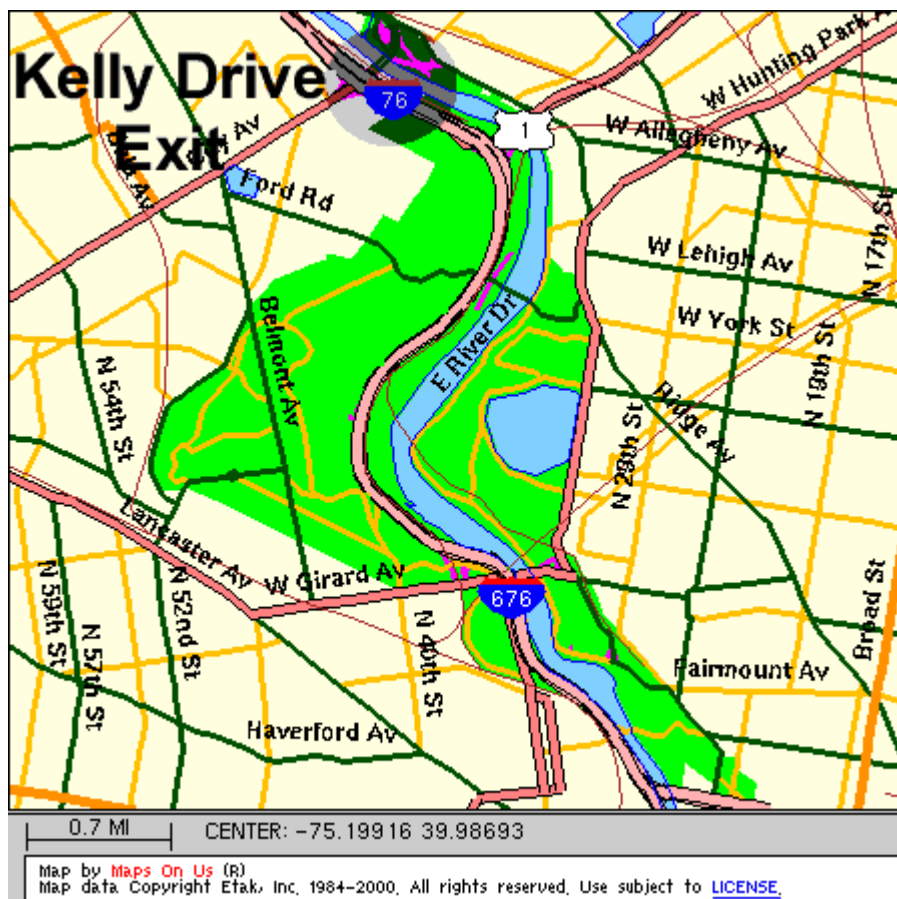 Kelly Drive
Exit
76
1
W Hunting Park A
W Allegheny Av
Av
Av
Ford Rd
N 17th St
W Lehigh Av
Belmont Av
W York St
E River Dr
N 19th St
N 54th St
Ridge Av
N 29th St
Lancaster Av
W Girard Av
676
N 59th St
N 57th St
52nd St
N 40th St
Broad St
Fairmount Av
Haverford Av
0.7 MI
CENTER: -75.19916 39.98693
Map by Maps On Us (R)
Map data Copyright Etak, Inc. 1984-2000. All rights reserved. Use subject to LICENSE.